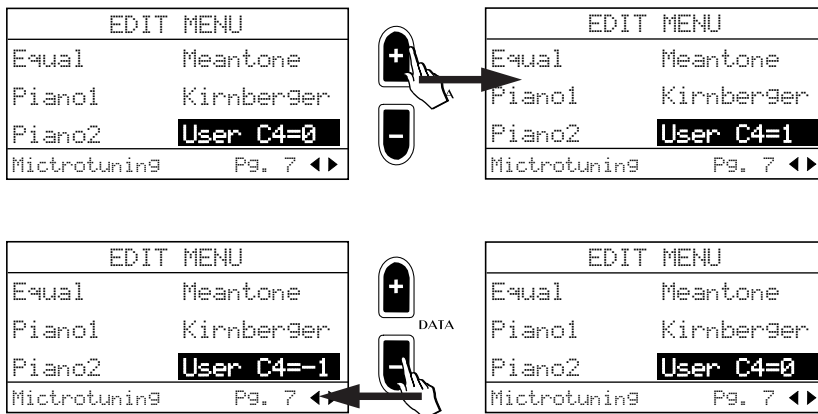 EDIT MENU
Equal Meantone
Piano1 Kirnberger
Piano2 User C4=0
Mictrotuning Pg. 7
+
-
EDIT MENU
Equal Meantone
Piano1 Kirnberger
Piano2 User C4=1
Mictrotuning Pg. 7
EDIT MENU
Equal Meantone
Piano1 Kirnberger
Piano2 User C4=-1
Mictrotuning Pg. 7
+
DATA
-
EDIT MENU
Equal Meantone
Piano1 Kirnberger
Piano2 User C4=0
Mictrotuning Pg. 7